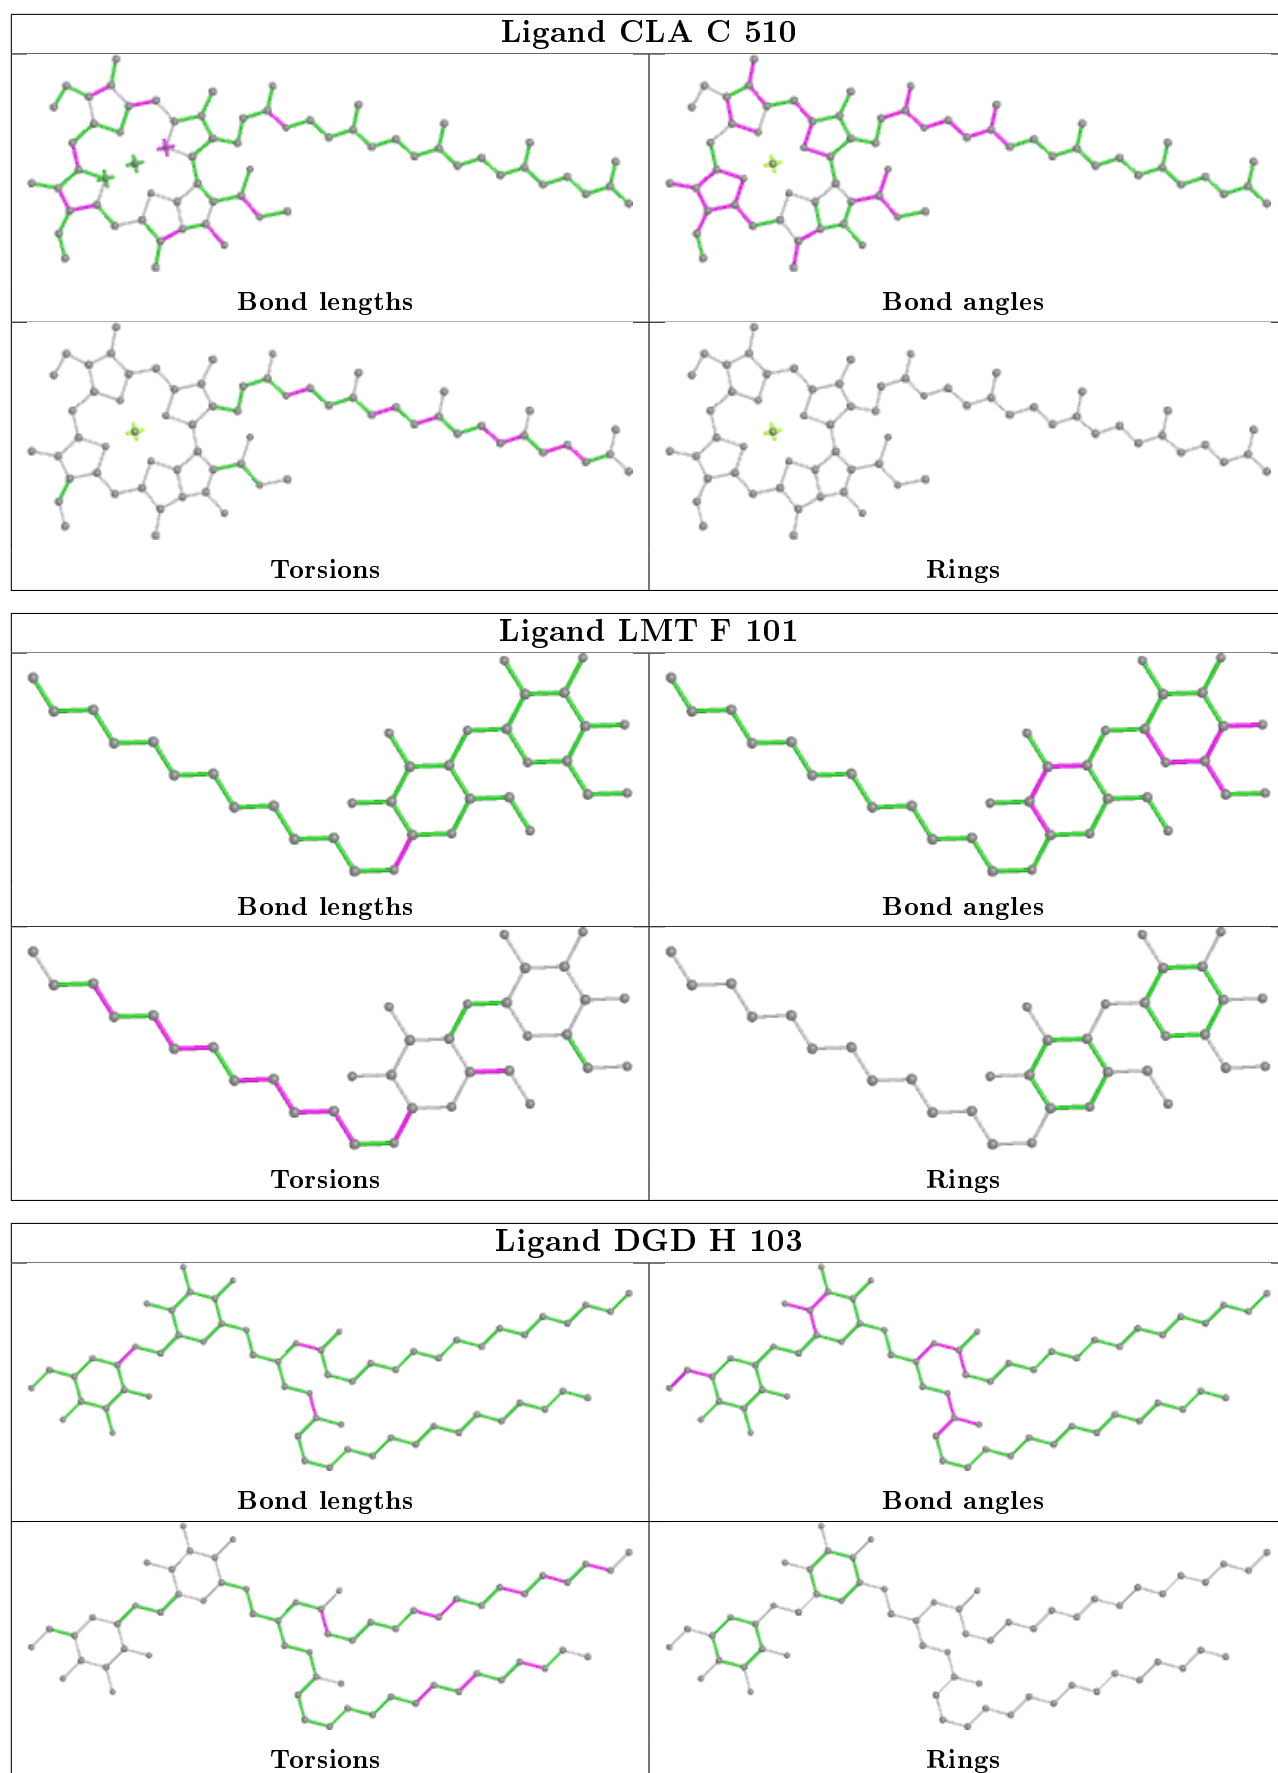 Ligand CLA C 510
Bond lengths
Bond angles
Torsions
Rings
Ligand LMT F 101
Bond lengths
Bond angles
Torsions
Rings
Ligand DGD H 103
Bond lengths
Bond angles
Torsions
Rings